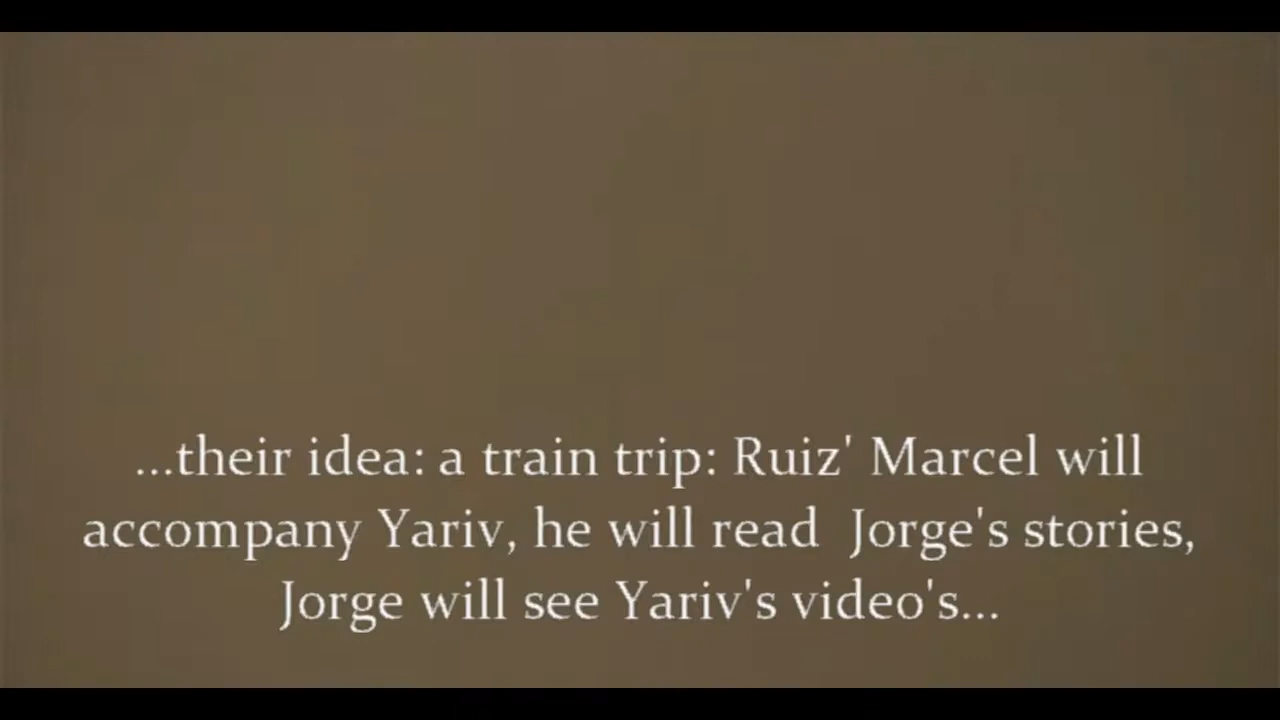 ...their idea: a train trip: Ruiz' Marcel will
accompany Yariv, he will read  Jorge's stories,
Jorge will see Yariv's video's...